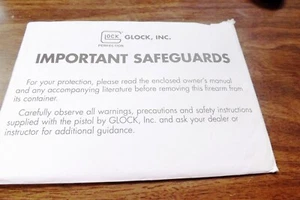 GLOCK GLOCK, INC.
PERFECTION
IMPORTANT SAFEGUARDS
For your protection, please read the enclosed owner's manual
and any accompanying literature before removing this firearm from
its container.
Carefully observe all warnings, precautions and safety instructions
supplied with the pistol by GLOCK, Inc. and ask your dealer or
instructor for additional guidance.